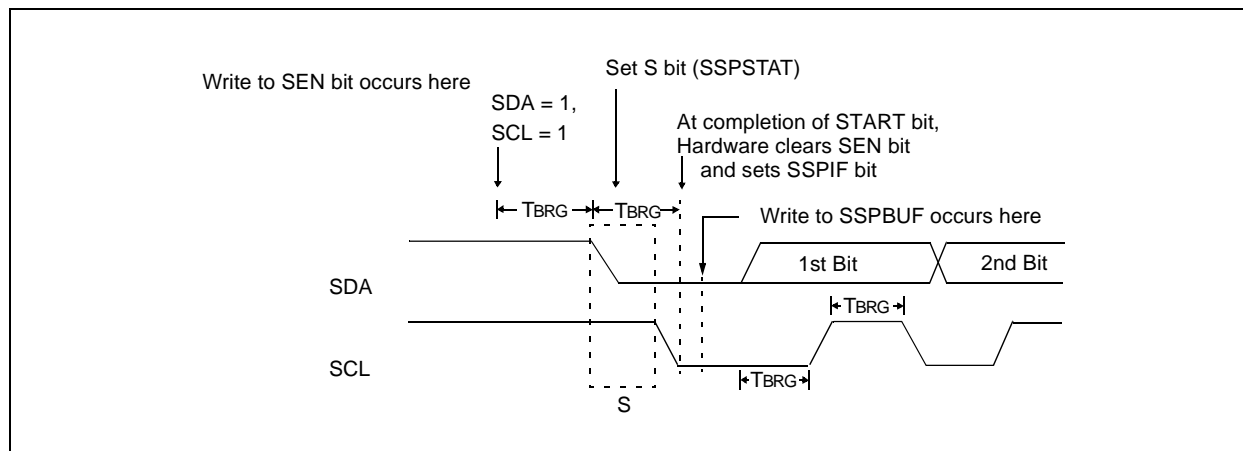 Write to SEN bit occurs here
Set S bit (SSPSTAT)
SDA = 1,
SCL = 1
At completion of START bit,
Hardware clears SEN bit
and sets SSPIF bit
TBRG
TBRG
Write to SSPBUF occurs here
SDA
1st Bit
2nd Bit
TBRG
SCL
TBRG
S